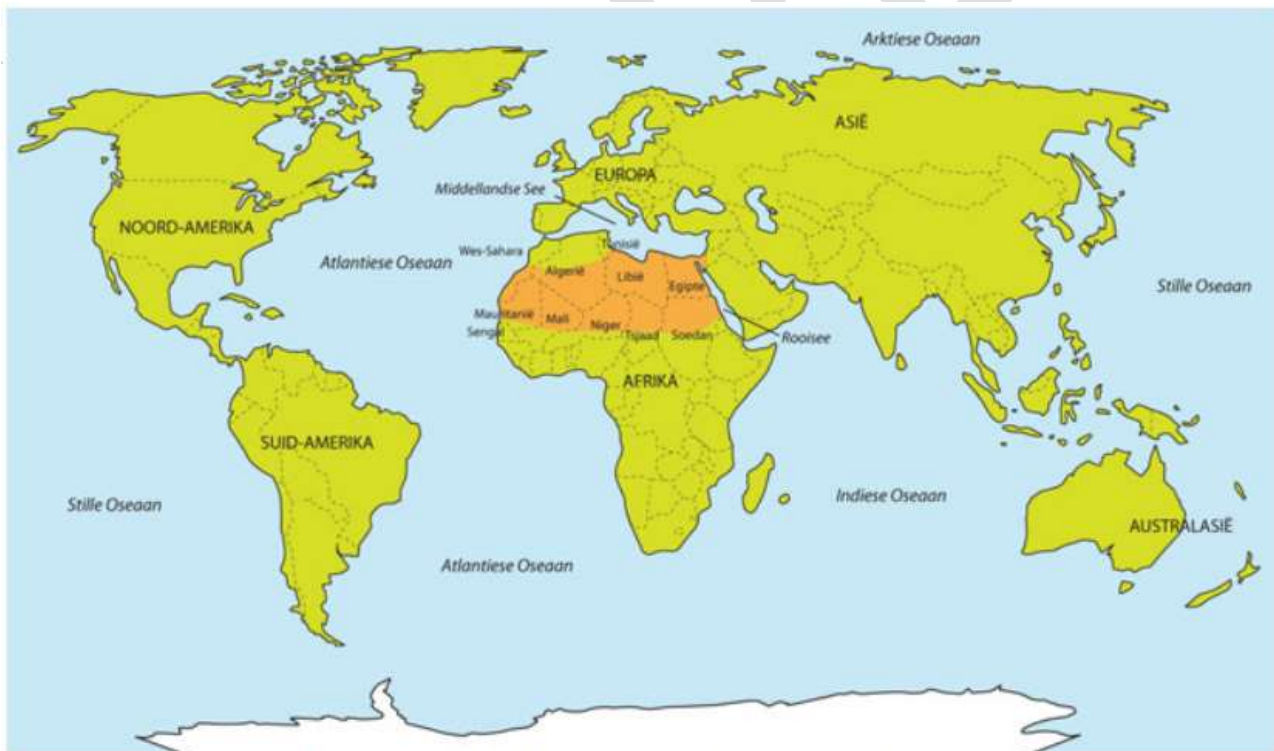 Arktiese Oseaan
ASIË
EUROPA
Middellandse See
NOORD-AMERIKA
Tunisië
Wes-Sahara
Atlantiese Oseaan
Algerië
Libië
Egipte
Stille Oseaan
Mauritanië
Mali
Niger
Sengal
Tsjaad
Soedan
Rooisee
AFRIKA
SUID-AMERIKA
Stille Oseaan
Indiese Oseaan
AUSTRALASIË
Atlantiese Oseaan